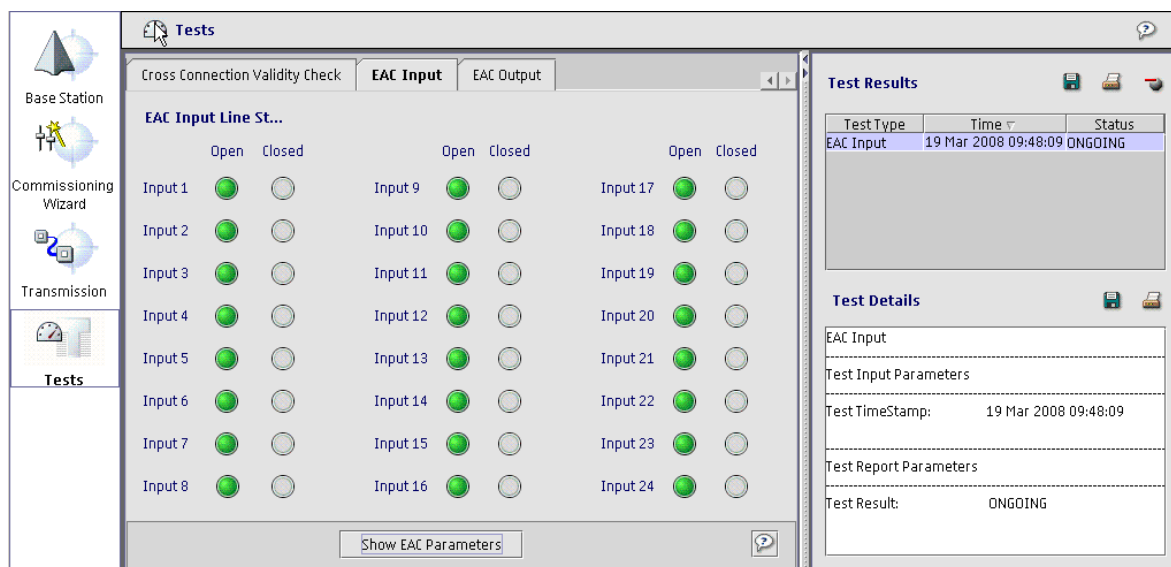 Tests
Base Station
Commissioning
Wizard
Transmission
Tests
Cross Connection Validity Check
EAC Input
EAC Output
EAC Input Line St...
Open Closed Open Closed Open Closed
Input 1 Input 9 Input 17
Input 2 Input 10 Input 18
Input 3 Input 11 Input 19
Input 4 Input 12 Input 20
Input 5 Input 13 Input 21
Input 6 Input 14 Input 22
Input 7 Input 15 Input 23
Input 8 Input 16 Input 24
Show EAC Parameters
Test Results
Test Type Time Status
EAC Input 19 Mar 2008 09:48:09 ONGOING
Test Details
EAC Input
Test Input Parameters
Test TimeStamp: 19 Mar 2008 09:48:09
Test Report Parameters
Test Result: ONGOING